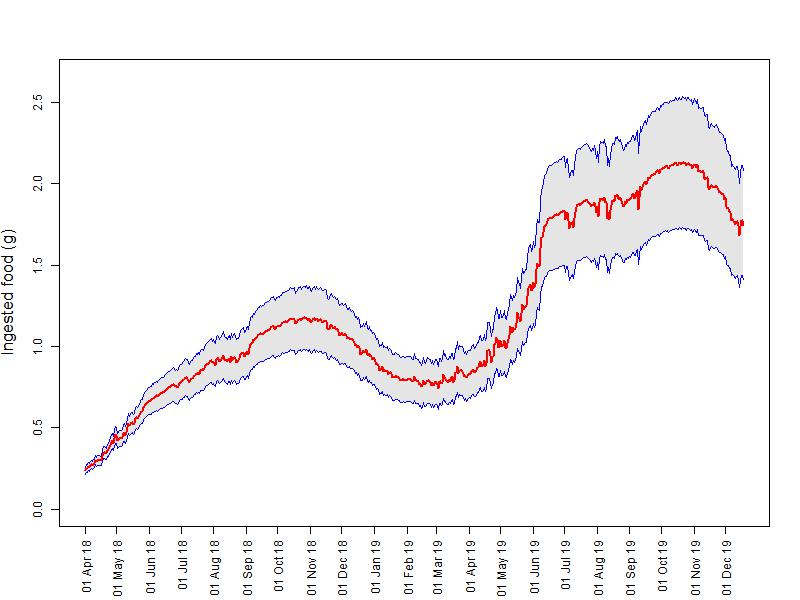 Ingested food (g)
2.5
2.0
1.5
1.0
0.5
0.0
01 Apr 18
01 May 18
01 Jun 18
01 Jul 18
01 Aug 18
01 Sep 18
01 Oct 18
01 Nov 18
01 Dec 18
01 Jan 19
01 Feb 19
01 Mar 19
01 Apr 19
01 May 19
01 Jun 19
01 Jul 19
01 Aug 19
01 Sep 19
01 Oct 19
01 Nov 19
01 Dec 19